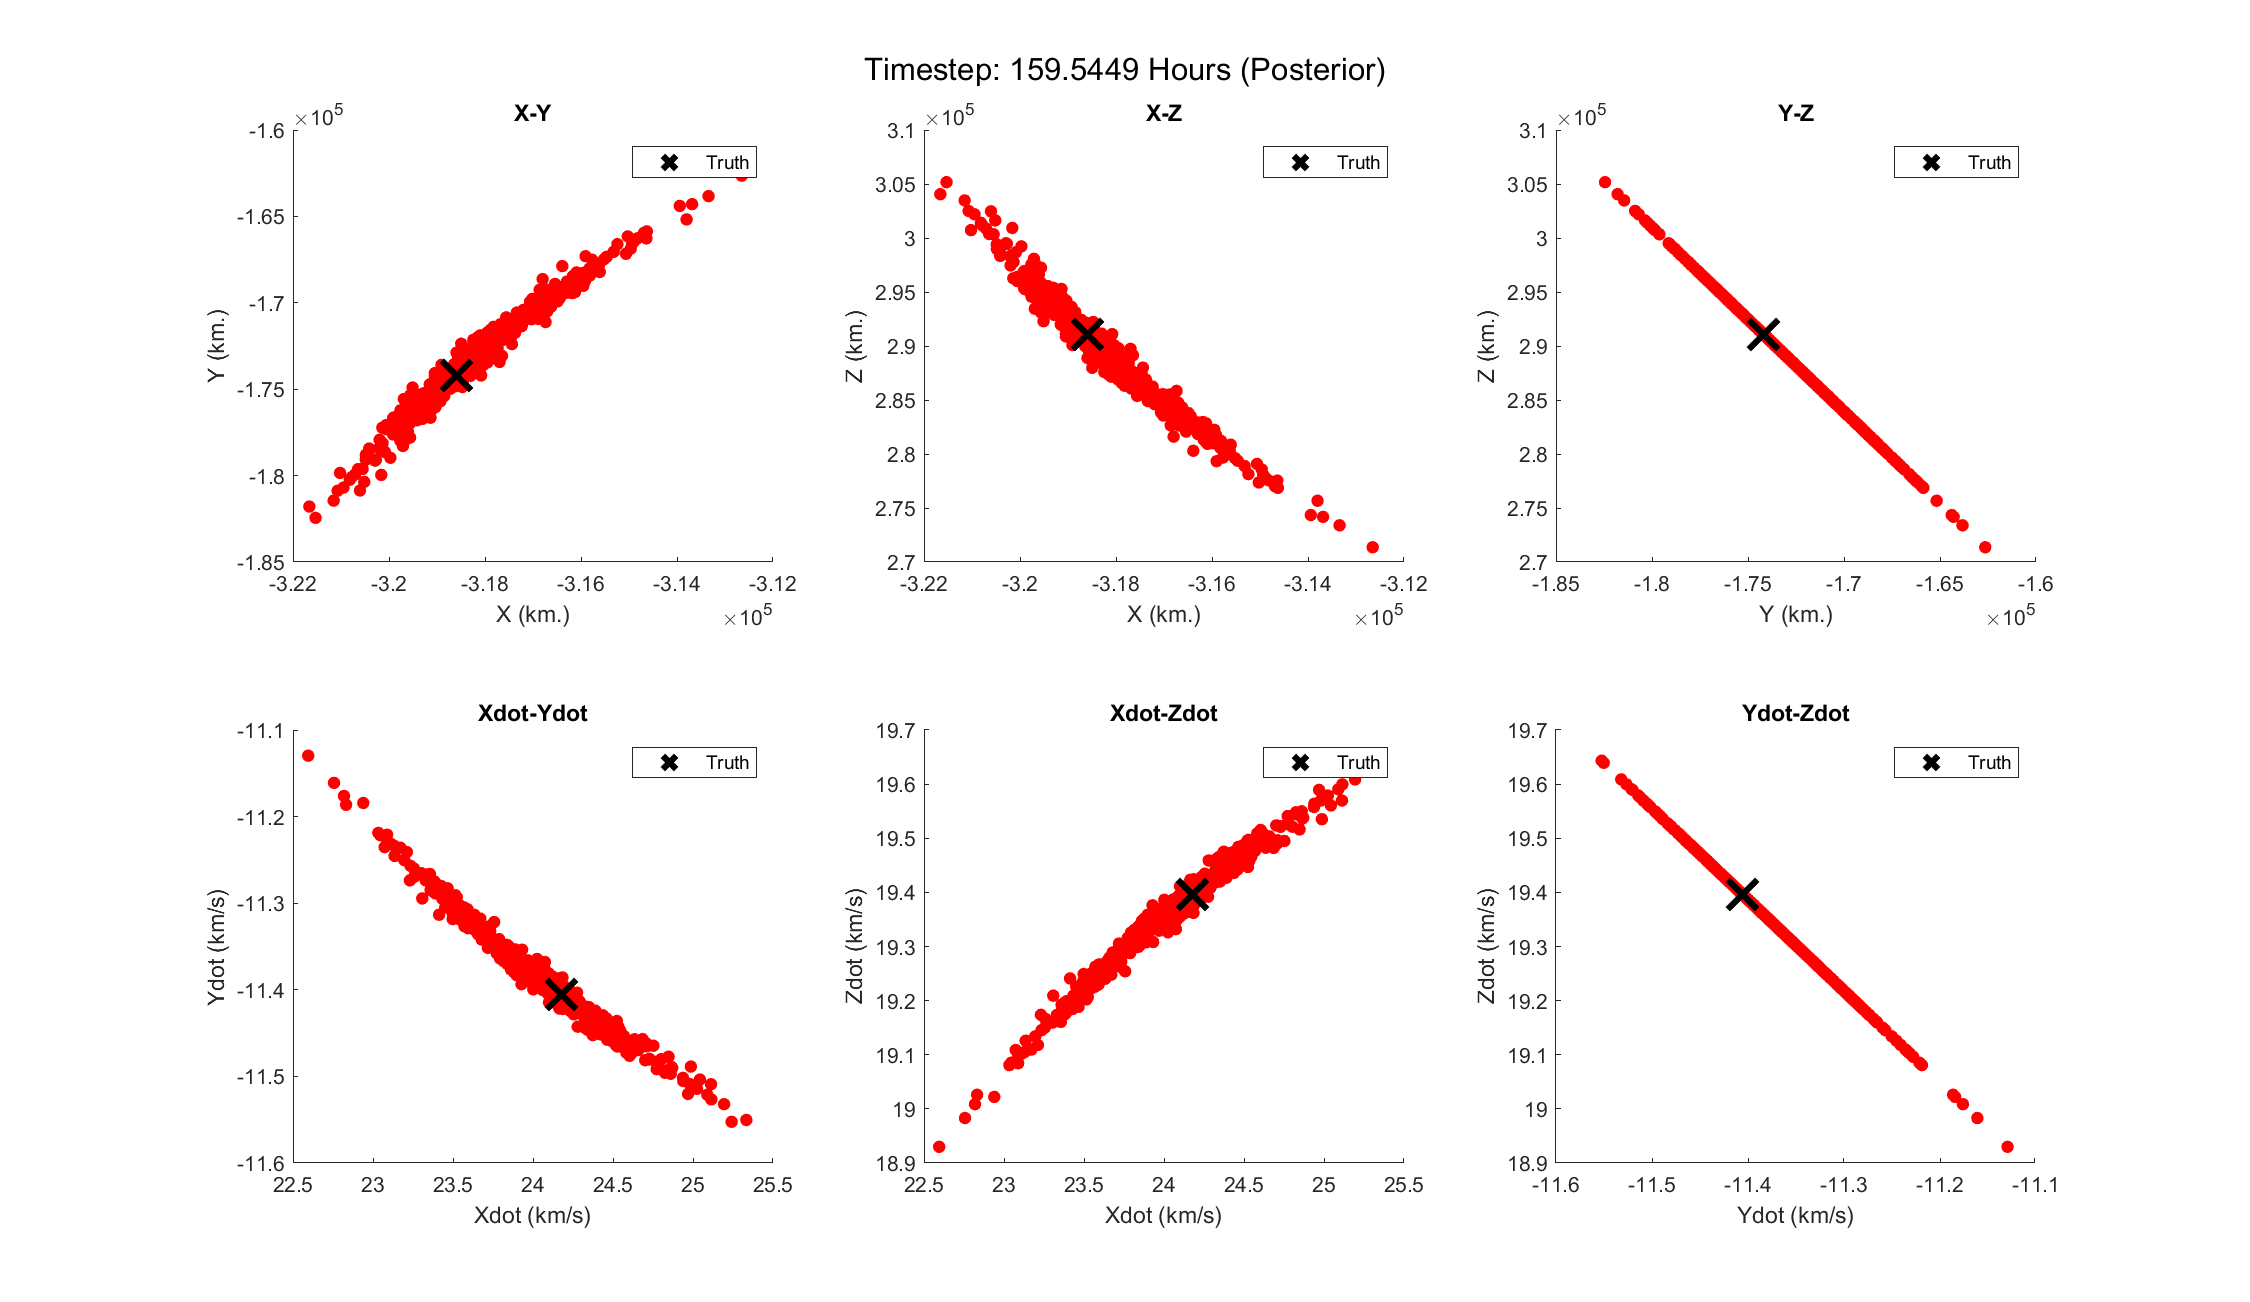 Timestep: 159.5449 Hours (Posterior)
X-Y
×10^5
-1.6
-1.65
-1.7
-1.75
-1.8
-1.85
Y (km.)
Truth
-3.22 -3.2 -3.18 -3.16 -3.14 -3.12
X (km.)
×10^5
X-Z
×10^5
3.1
3.05
3
2.95
2.9
2.85
2.8
2.75
2.7
Z (km.)
Truth
-3.22 -3.2 -3.18 -3.16 -3.14 -3.12
X (km.)
×10^5
Y-Z
×10^5
3.1
3.05
3
2.95
2.9
2.85
2.8
2.75
2.7
Z (km.)
Truth
-1.85 -1.8 -1.75 -1.7 -1.65 -1.6
Y (km.)
×10^5
Xdot-Ydot
-11.1
-11.2
-11.3
-11.4
-11.5
-11.6
Ydot (km/s)
Truth
22.5 23 23.5 24 24.5 25 25.5
Xdot (km/s)
Xdot-Zdot
19.7
19.6
19.5
19.4
19.3
19.2
19.1
19
18.9
Zdot (km/s)
Truth
22.5 23 23.5 24 24.5 25 25.5
Xdot (km/s)
Ydot-Zdot
19.7
19.6
19.5
19.4
19.3
19.2
19.1
19
18.9
Zdot (km/s)
Truth
-11.6 -11.5 -11.4 -11.3 -11.2 -11.1
Ydot (km/s)